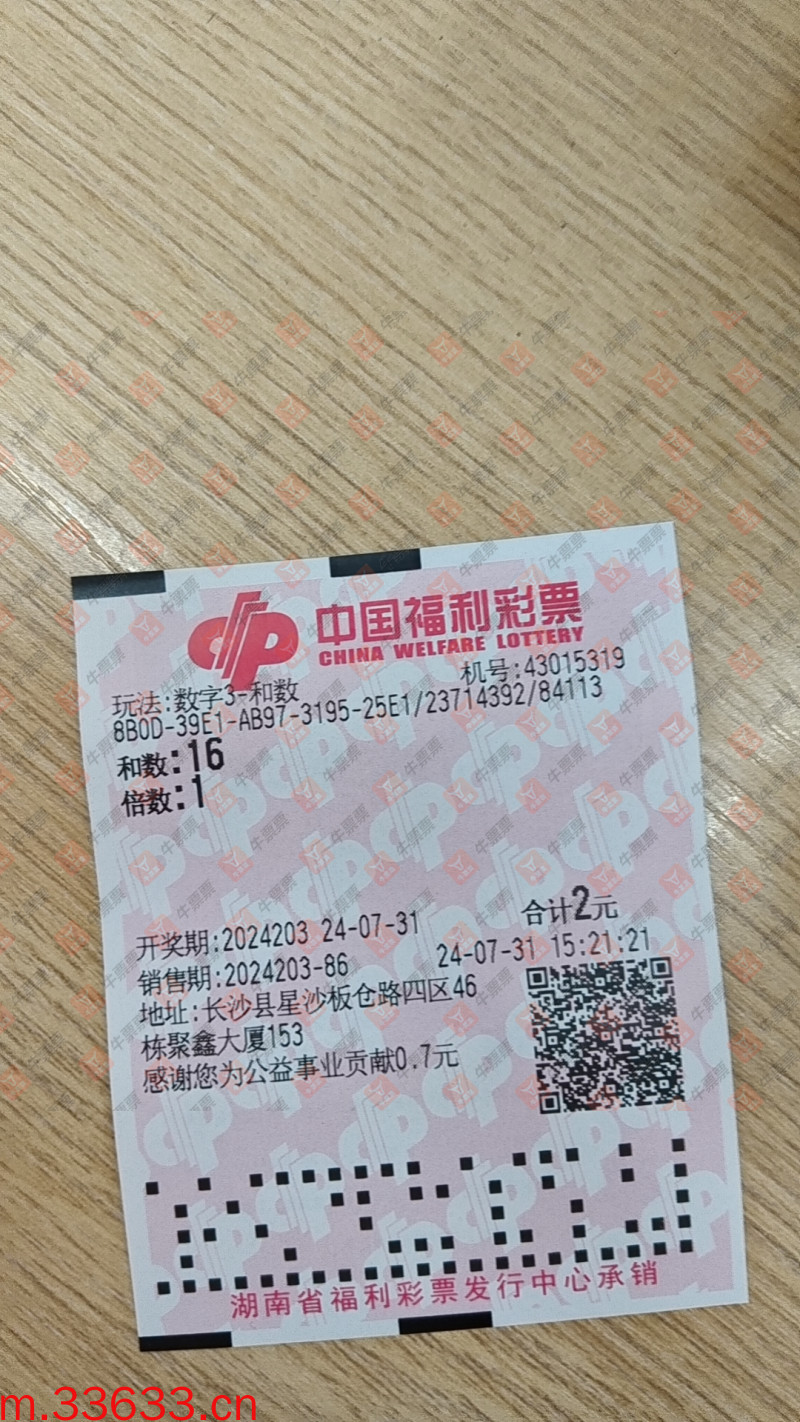 中国福利彩票
CHINA WELFARE LOTTERY
玩法:数字3-和数 机号:43015319
8B0D-39E1-AB97-3195-25E1/23714392/84113
和数:16
倍数:1
合计2元
开奖期:2024203 24-07-31
销售期:2024203-86 24-07-31 15:21:21
地址:长沙县星沙板仓路四区46
栋聚鑫大厦153
感谢您为公益事业贡献0.7元
湖南省福利彩票发行中心承销
牛票票
m.33633.cn